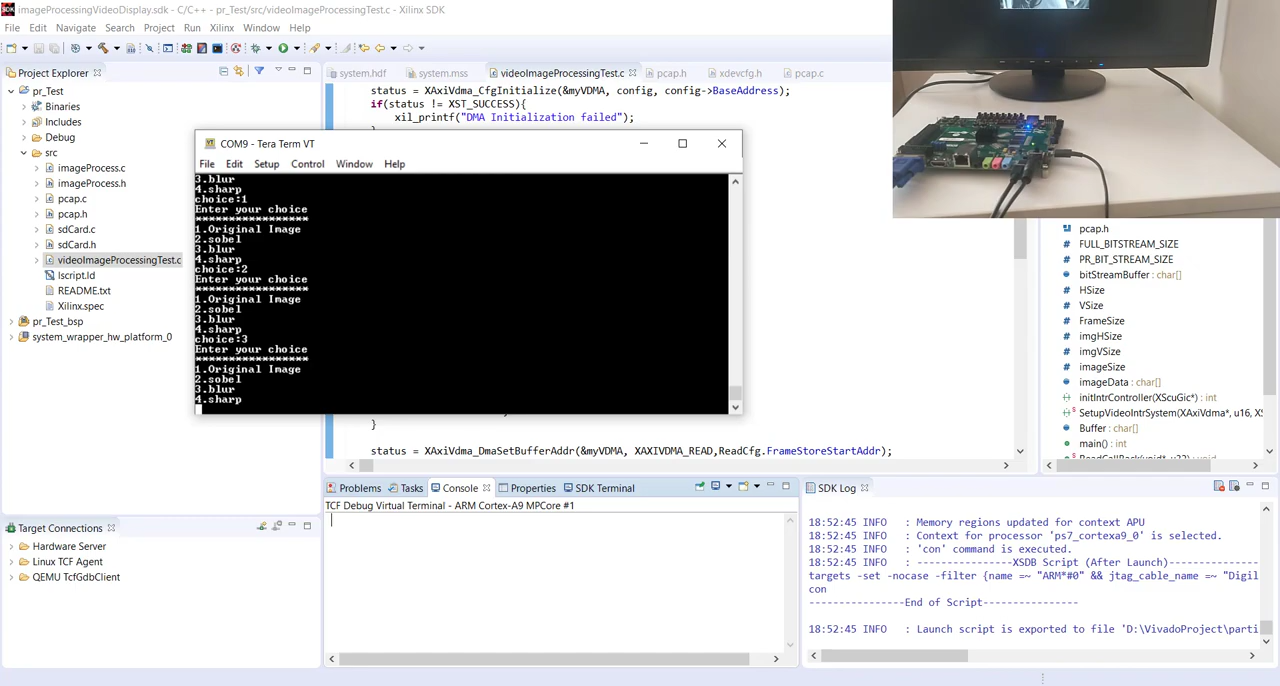 imageProcessingVideoDisplay.sdk - C/C++ - pr_Test/src/videoImageProcessingTest.c - Xilinx SDK
File Edit Navigate Search Project Run Xilinx Window Help
Project Explorer
system.hdf system.mss videoImageProcessingTest.c pcap.h xdevcfg.h pcap.c
pr_Test
Binaries
Includes
Debug
src
imageProcess.c
imageProcess.h
pcap.c
pcap.h
sdCard.c
sdCard.h
videoImageProcessingTest.c
lscript.ld
README.txt
Xilinx.spec
pr_Test_bsp
system_wrapper_hw_platform_0
status = XAxiVdma_CfgInitialize(&myVDMA, config, config->BaseAddress);
if(status != XST_SUCCESS){
xil_printf("DMA Initialization failed");
COM9 - Tera Term VT
File Edit Setup Control Window Help
3.blur
4.sharp
choice:1
Enter your choice
*****************
1.Original Image
2.sobel
3.blur
4.sharp
choice:2
Enter your choice
*****************
1.Original Image
2.sobel
3.blur
4.sharp
choice:3
Enter your choice
*****************
1.Original Image
2.sobel
3.blur
4.sharp
}
status = XAxiVdma_DmaSetBufferAddr(&myVDMA, XAXIVDMA_READ,ReadCfg.FrameStoreStartAddr);
pcap.h
FULL_BITSTREAM_SIZE
PR_BIT_STREAM_SIZE
bitStreamBuffer : char[]
HSize
VSize
FrameSize
imgHSize
imgVSize
imageSize
imageData : char[]
initIntrController(XScuGic*) : int
SetupVideoIntrSystem(XAxiVdma*, u16, XS
Buffer : char[]
main() : int
ReadCallBack(void*, u32) : void
Target Connections
Hardware Server
Linux TCF Agent
QEMU TcfGdbClient
Problems Tasks Console Properties SDK Terminal
TCF Debug Virtual Terminal - ARM Cortex-A9 MPCore #1
SDK Log
18:52:45 INFO : Memory regions updated for context APU
18:52:45 INFO : Context for processor 'ps7_cortexa9_0' is selected.
18:52:45 INFO : 'con' command is executed.
18:52:45 INFO : ----------------XSDB Script (After Launch)----------------
targets -set -nocase -filter {name =~ "ARM*#0" && jtag_cable_name =~ "Digil
con
----------------End of Script----------------
18:52:45 INFO : Launch script is exported to file 'D:\VivadoProject\parti